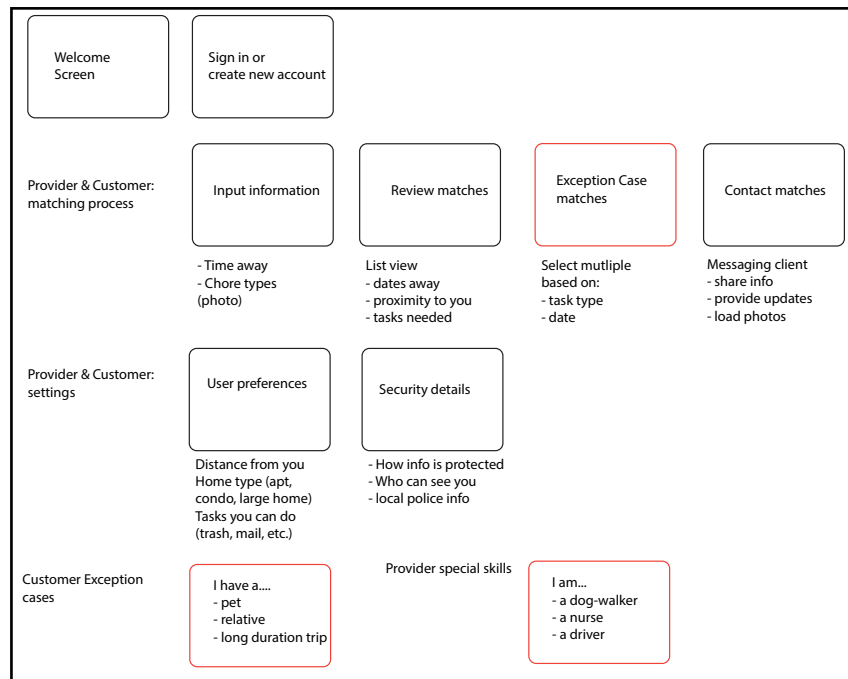 Welcome
Screen
Sign in or
create new account
Provider & Customer:
matching process
Input information
Review matches
Exception Case
matches
Contact matches
- Time away
- Chore types
(photo)
List view
- dates away
- proximity to you
- tasks needed
Select mutliple
based on:
- task type
- date
Messaging client
- share info
- provide updates
- load photos
Provider & Customer:
settings
User preferences
Security details
Distance from you
Home type (apt,
condo, large home)
Tasks you can do
(trash, mail, etc.)
- How info is protected
- Who can see you
- local police info
Customer Exception
cases
I have a....
- pet
- relative
- long duration trip
Provider special skills
I am...
- a dog-walker
- a nurse
- a driver